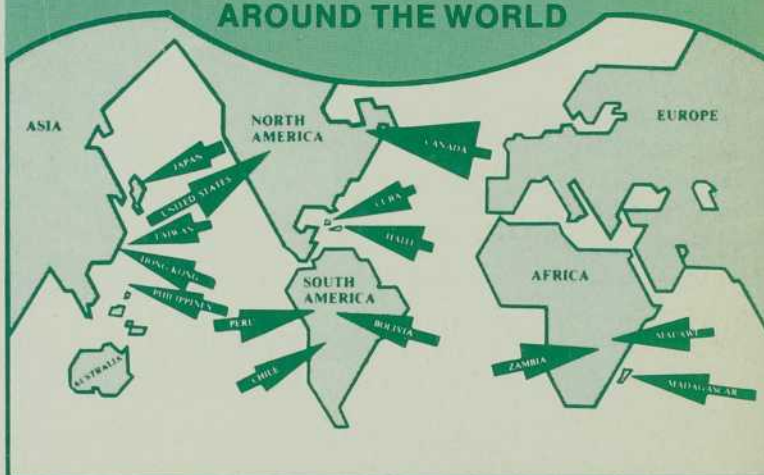 AROUND THE WORLD
ASIA
NORTH
AMERICA
EUROPE
CANADA
JAPAN
UNITED STATES
CUBA
TAIWAN
HAITI
HONG KONG
SOUTH
AMERICA
AFRICA
PHILIPPINES
PERU
BOLIVIA
MALAWI
ZAMBIA
CHILE
AUSTRALIA
MADAGASCAR